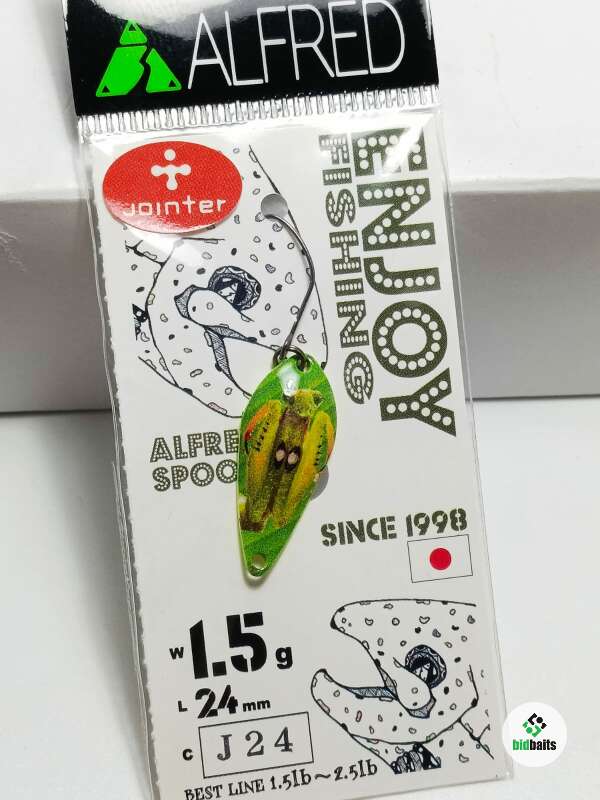 ALFRED
Jointer
ENJOY
FISHING
ALFRE
SPOO
SINCE 1998
W 1.5g
L 24mm
C J24
BEST LINE 1.5lb～2.5lb
bidbaits